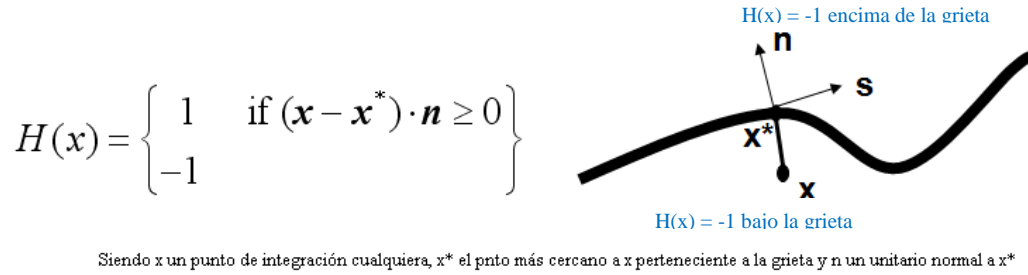 H(x) = -1 encima de la grieta
n
s
H(x) = { 1 if (x − x*) · n ≥ 0
−1 }
x*
x
H(x) = -1 bajo la grieta
Siendo x un punto de integración cualquiera, x* el pnto más cercano a x perteneciente a la grieta y n un unitario normal a x*